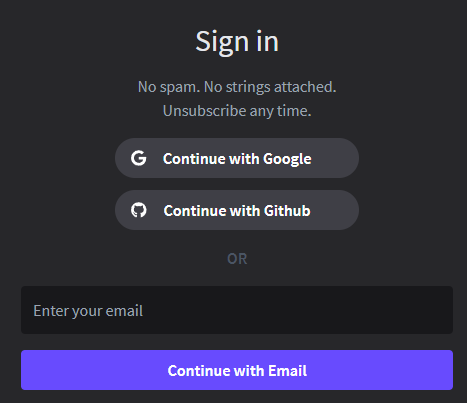 Sign in
No spam. No strings attached.
Unsubscribe any time.
Continue with Google
Continue with Github
OR
Enter your email
Continue with Email